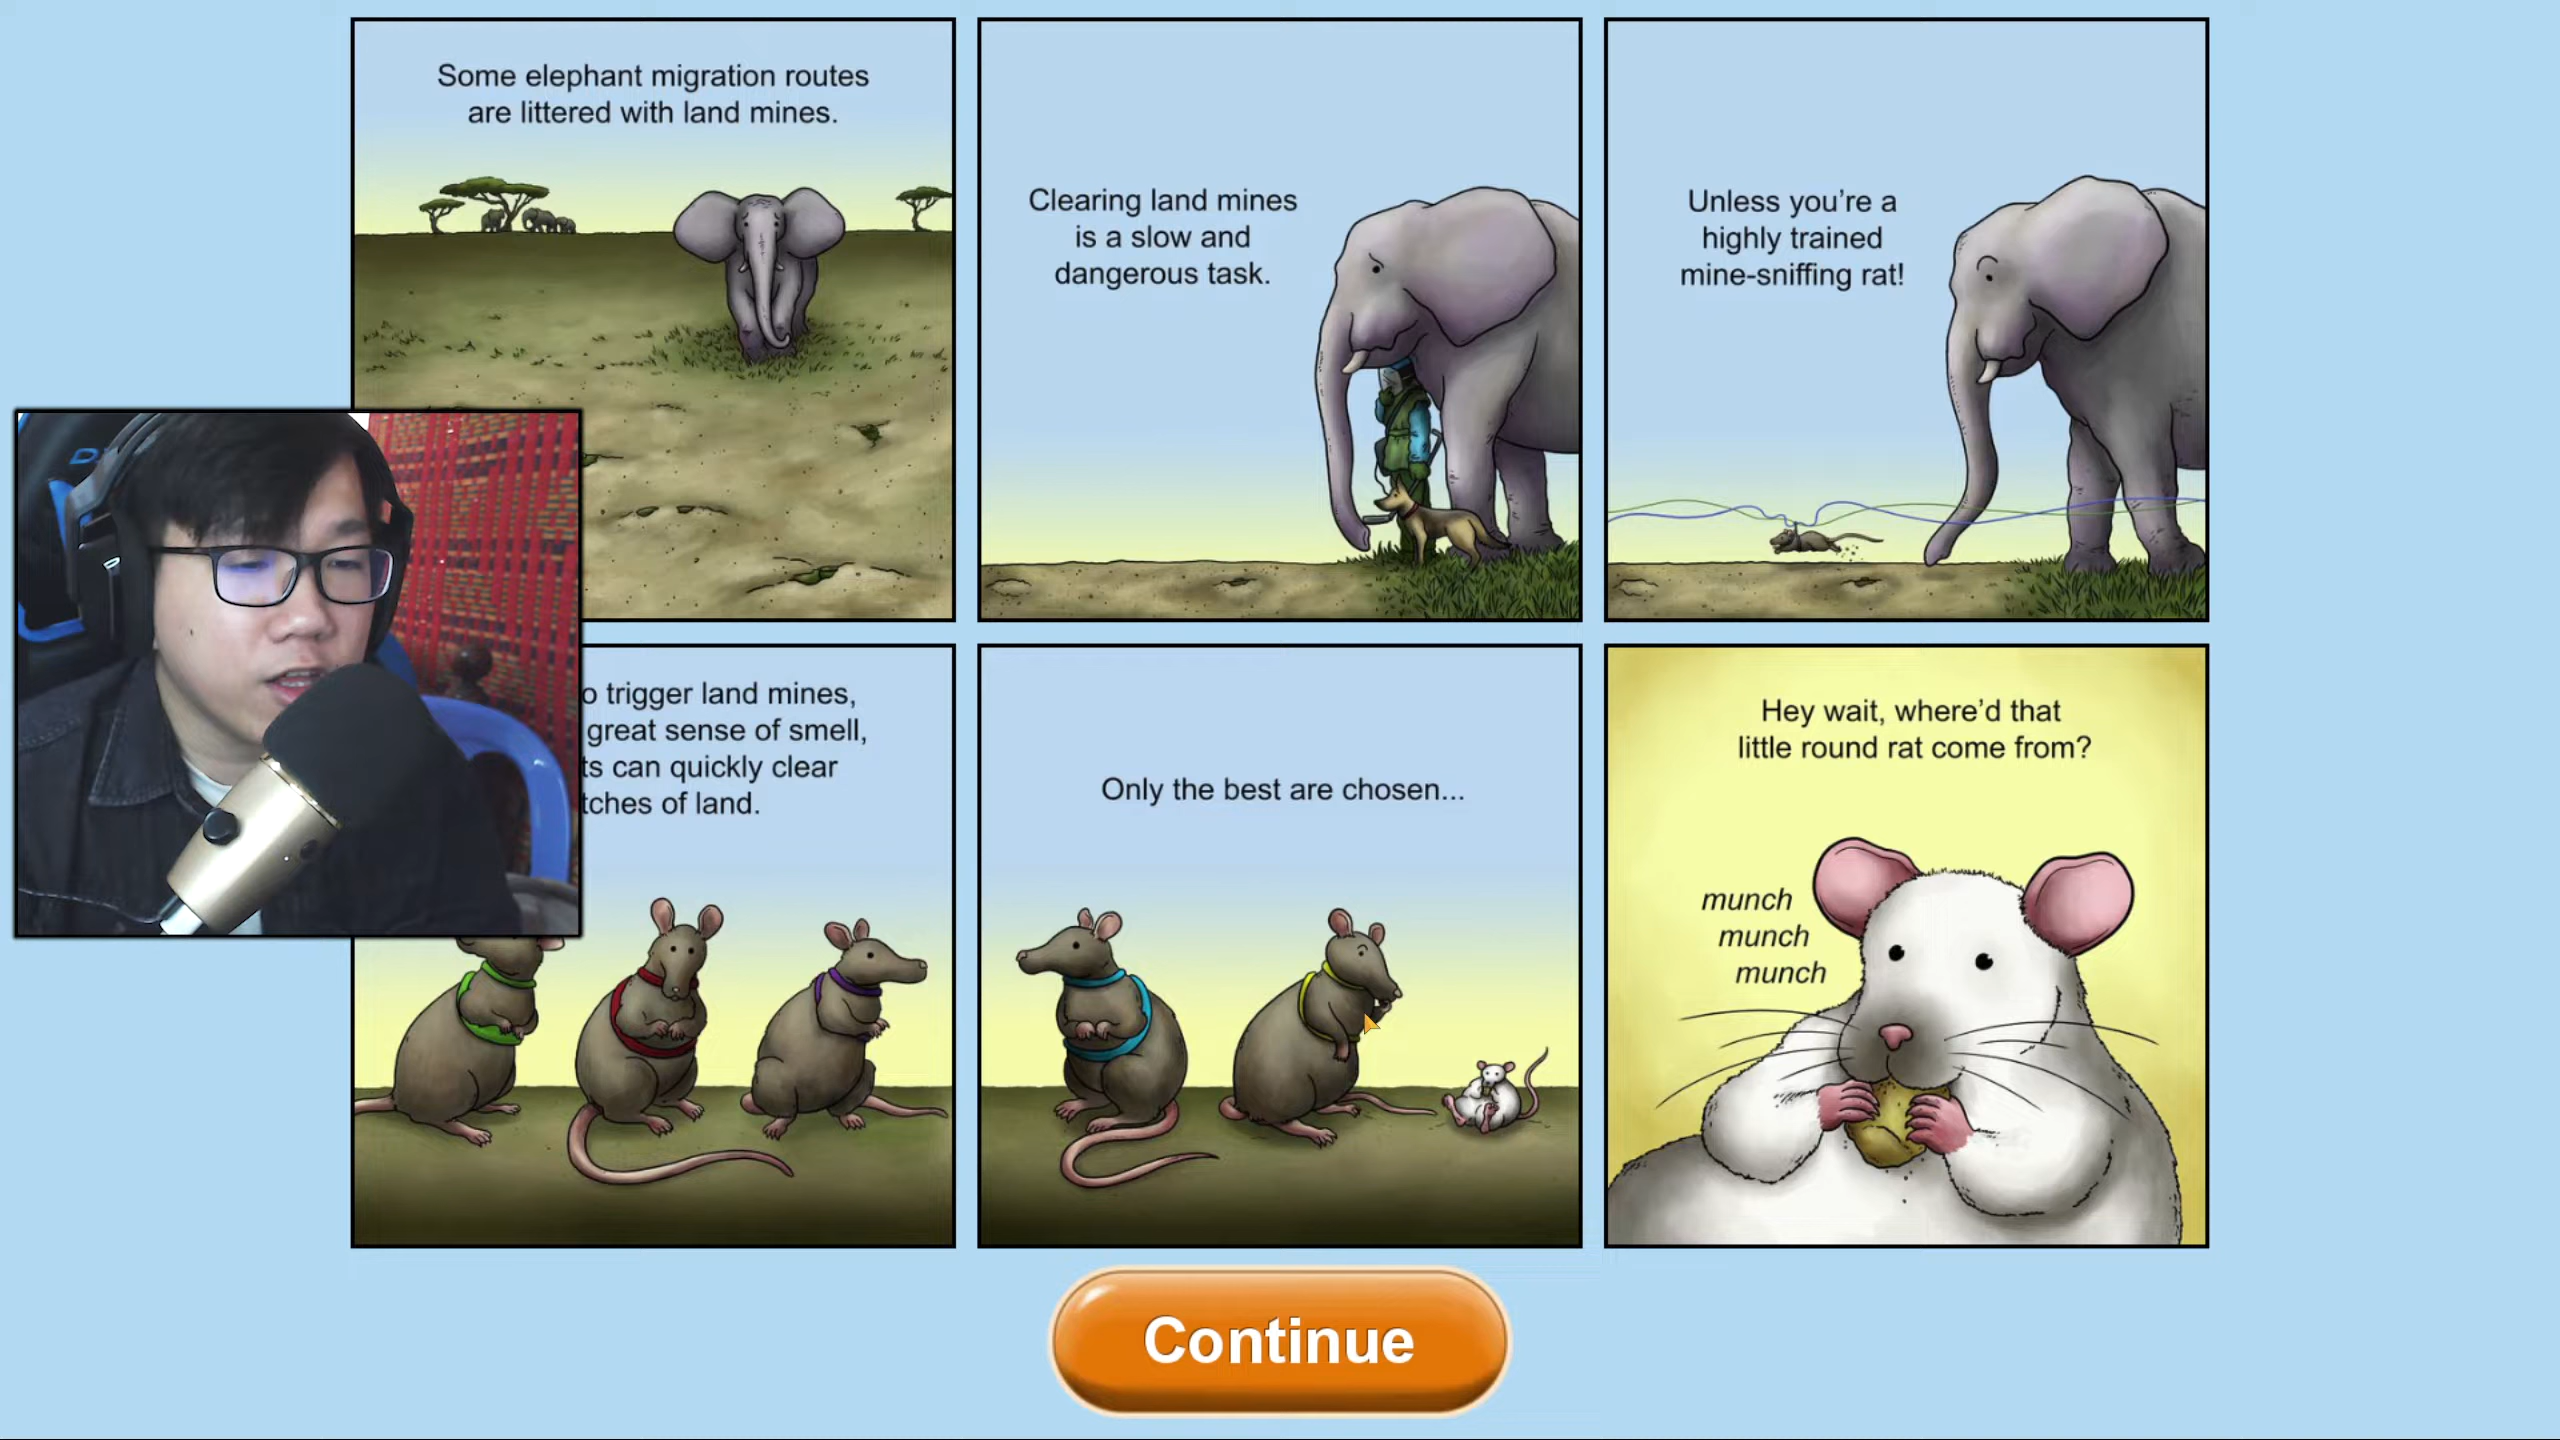 Some elephant migration routes
are littered with land mines.
Clearing land mines
is a slow and
dangerous task.
Unless you’re a
highly trained
mine-sniffing rat!
trigger land mines,
great sense of smell,
can quickly clear
of land.
Only the best are chosen...
Hey wait, where’d that
little round rat come from?
munch
munch
munch
Continue